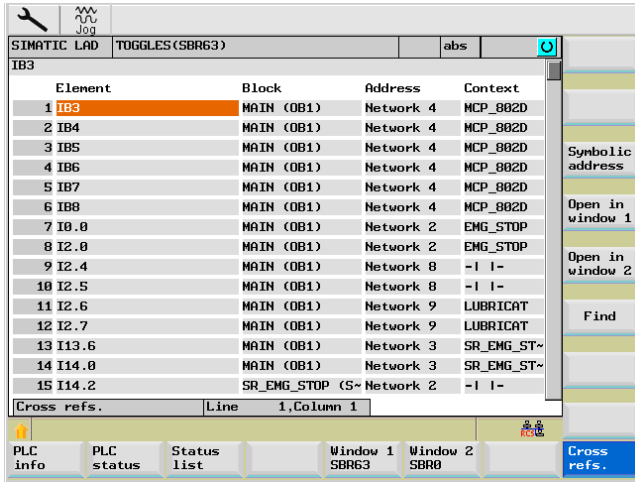 Jog
SIMATIC LAD TOGGLES(SBR63) abs
IB3
Element Block Address Context
1 IB3 MAIN (OB1) Network 4 MCP_802D
2 IB4 MAIN (OB1) Network 4 MCP_802D
3 IB5 MAIN (OB1) Network 4 MCP_802D
4 IB6 MAIN (OB1) Network 4 MCP_802D
5 IB7 MAIN (OB1) Network 4 MCP_802D
6 IB8 MAIN (OB1) Network 4 MCP_802D
7 I0.0 MAIN (OB1) Network 2 EMG_STOP
8 I2.0 MAIN (OB1) Network 2 EMG_STOP
9 I2.4 MAIN (OB1) Network 8 -| |-
10 I2.5 MAIN (OB1) Network 8 -| |-
11 I2.6 MAIN (OB1) Network 9 LUBRICAT
12 I2.7 MAIN (OB1) Network 9 LUBRICAT
13 I13.6 MAIN (OB1) Network 3 SR_EMG_ST~
14 I14.0 MAIN (OB1) Network 3 SR_EMG_ST~
15 I14.2 SR_EMG_STOP (S~ Network 2 -| |-
Cross refs. Line 1,Column 1
Symbolic
address
Open in
window 1
Open in
window 2
Find
RCS
PLC
info
PLC
status
Status
list
Window 1
SBR63
Window 2
SBR0
Cross
refs.